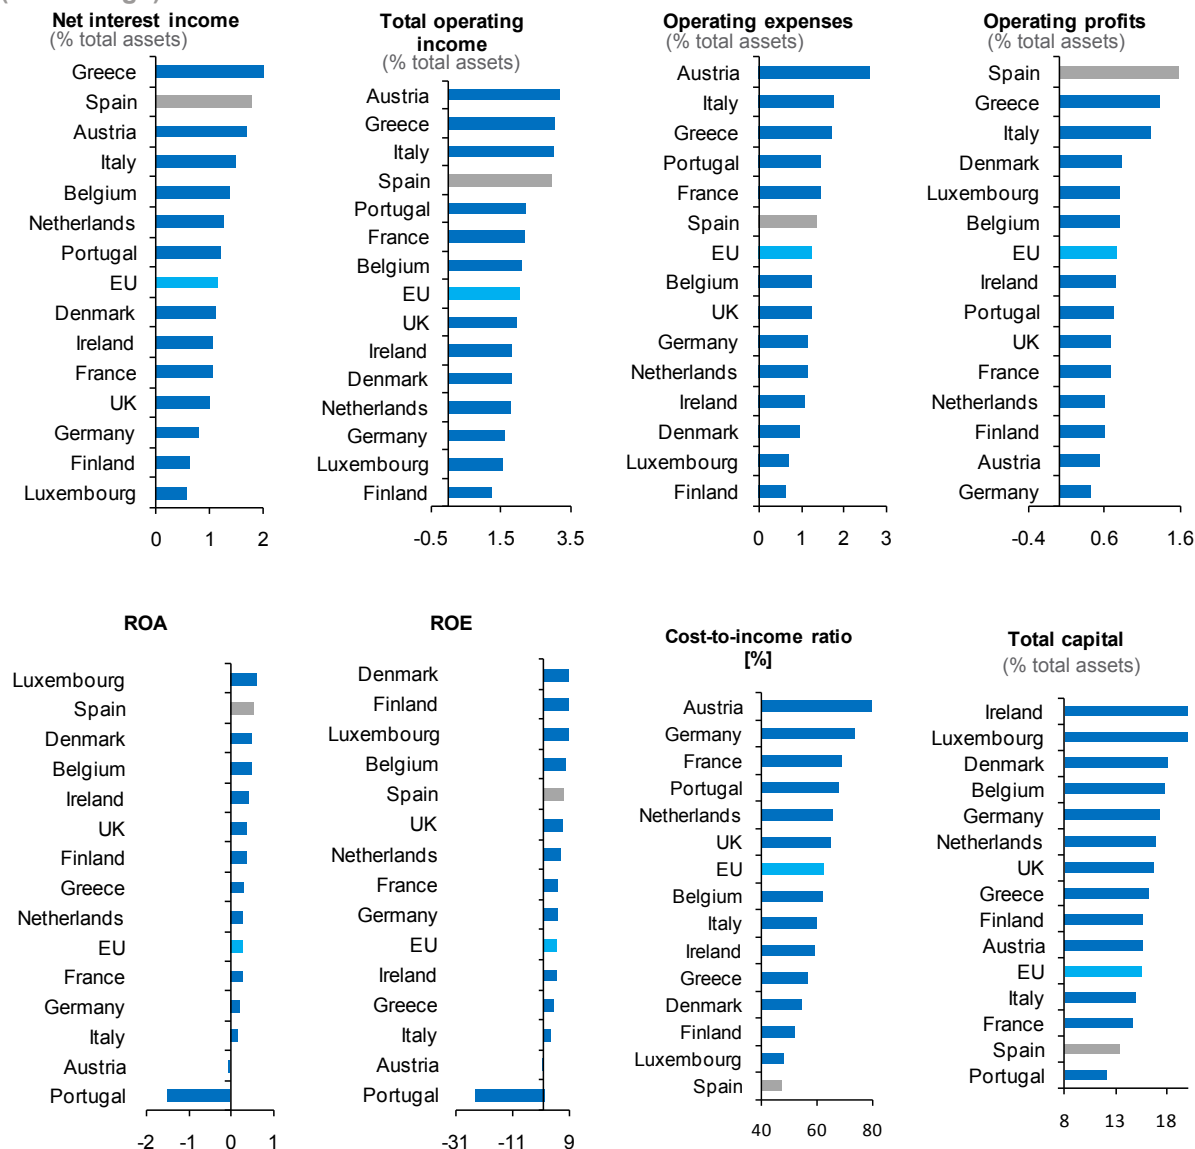 Net interest income
(% total assets)
Greece
Spain
Austria
Italy
Belgium
Netherlands
Portugal
EU
Denmark
Ireland
France
UK
Germany
Finland
Luxembourg
0 1 2
Total operating
income
(% total assets)
Austria
Greece
Italy
Spain
Portugal
France
Belgium
EU
UK
Ireland
Denmark
Netherlands
Germany
Luxembourg
Finland
-0.5 1.5 3.5
Operating expenses
(% total assets)
Austria
Italy
Greece
Portugal
France
Spain
EU
Belgium
UK
Germany
Netherlands
Ireland
Denmark
Luxembourg
Finland
0 1 2 3
Operating profits
(% total assets)
Spain
Greece
Italy
Denmark
Luxembourg
Belgium
EU
Ireland
Portugal
UK
France
Netherlands
Finland
Austria
Germany
-0.4 0.6 1.6
ROA
Luxembourg
Spain
Denmark
Belgium
Ireland
UK
Finland
Greece
Netherlands
EU
France
Germany
Italy
Austria
Portugal
-2 -1 0 1
ROE
Denmark
Finland
Luxembourg
Belgium
Spain
UK
Netherlands
France
Germany
EU
Ireland
Greece
Italy
Austria
Portugal
-31 -11 9
Cost-to-income ratio
[%]
Austria
Germany
France
Portugal
Netherlands
UK
EU
Belgium
Italy
Ireland
Greece
Denmark
Finland
Luxembourg
Spain
40 60 80
Total capital
(% total assets)
Ireland
Luxembourg
Denmark
Belgium
Germany
Netherlands
UK
Greece
Finland
Austria
EU
Italy
France
Spain
Portugal
8 13 18